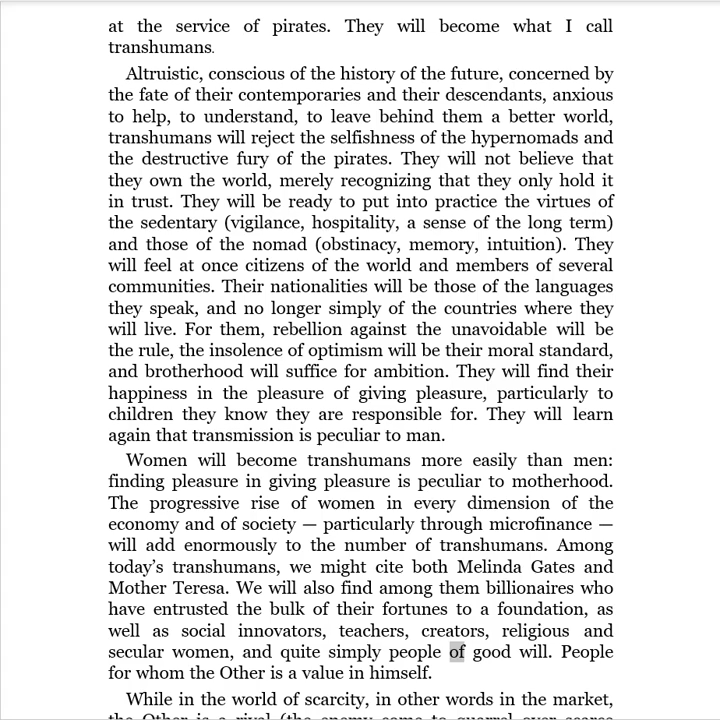 at the service of pirates. They will become what I call
transhumans.
Altruistic, conscious of the history of the future, concerned by
the fate of their contemporaries and their descendants, anxious
to help, to understand, to leave behind them a better world,
transhumans will reject the selfishness of the hypernomads and
the destructive fury of the pirates. They will not believe that
they own the world, merely recognizing that they only hold it
in trust. They will be ready to put into practice the virtues of
the sedentary (vigilance, hospitality, a sense of the long term)
and those of the nomad (obstinacy, memory, intuition). They
will feel at once citizens of the world and members of several
communities. Their nationalities will be those of the languages
they speak, and no longer simply of the countries where they
will live. For them, rebellion against the unavoidable will be
the rule, the insolence of optimism will be their moral standard,
and brotherhood will suffice for ambition. They will find their
happiness in the pleasure of giving pleasure, particularly to
children they know they are responsible for. They will learn
again that transmission is peculiar to man.
Women will become transhumans more easily than men:
finding pleasure in giving pleasure is peculiar to motherhood.
The progressive rise of women in every dimension of the
economy and of society — particularly through microfinance —
will add enormously to the number of transhumans. Among
today's transhumans, we might cite both Melinda Gates and
Mother Teresa. We will also find among them billionaires who
have entrusted the bulk of their fortunes to a foundation, as
well as social innovators, teachers, creators, religious and
secular women, and quite simply people of good will. People
for whom the Other is a value in himself.
While in the world of scarcity, in other words in the market,
the Other is a rival (the enemy come to quarrel over scarce